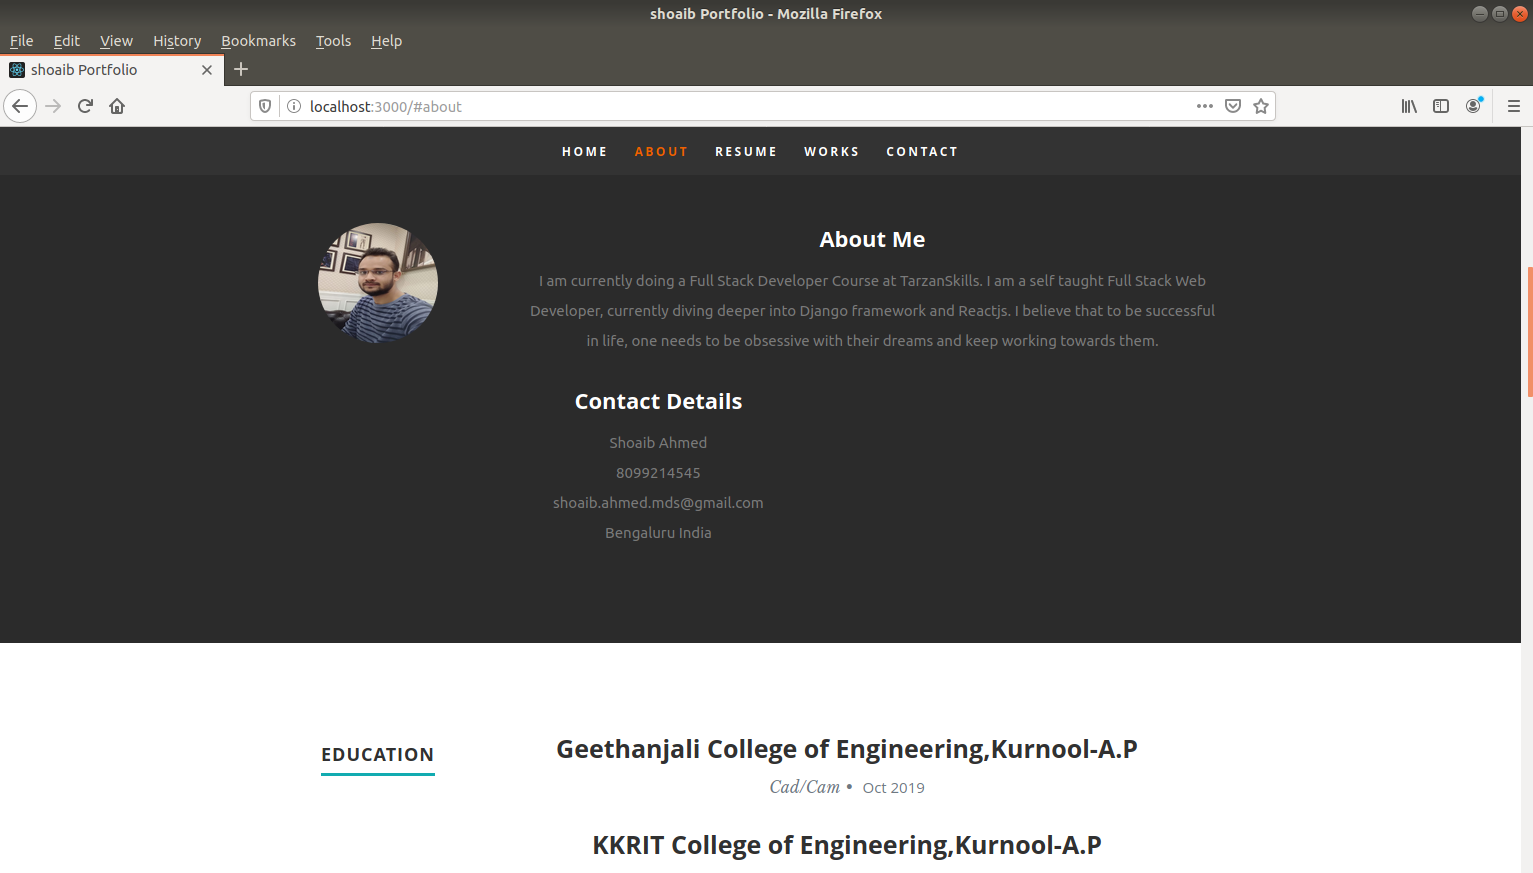 shoaib Portfolio - Mozilla Firefox
File Edit View History Bookmarks Tools Help
shoaib Portfolio
localhost:3000/#about
HOME ABOUT RESUME WORKS CONTACT
About Me
I am currently doing a Full Stack Developer Course at TarzanSkills. I am a self taught Full Stack Web
Developer, currently diving deeper into Django framework and Reactjs. I believe that to be successful
in life, one needs to be obsessive with their dreams and keep working towards them.
Contact Details
Shoaib Ahmed
8099214545
shoaib.ahmed.mds@gmail.com
Bengaluru India
EDUCATION
Geethanjali College of Engineering,Kurnool-A.P
Cad/Cam • Oct 2019
KKRIT College of Engineering,Kurnool-A.P